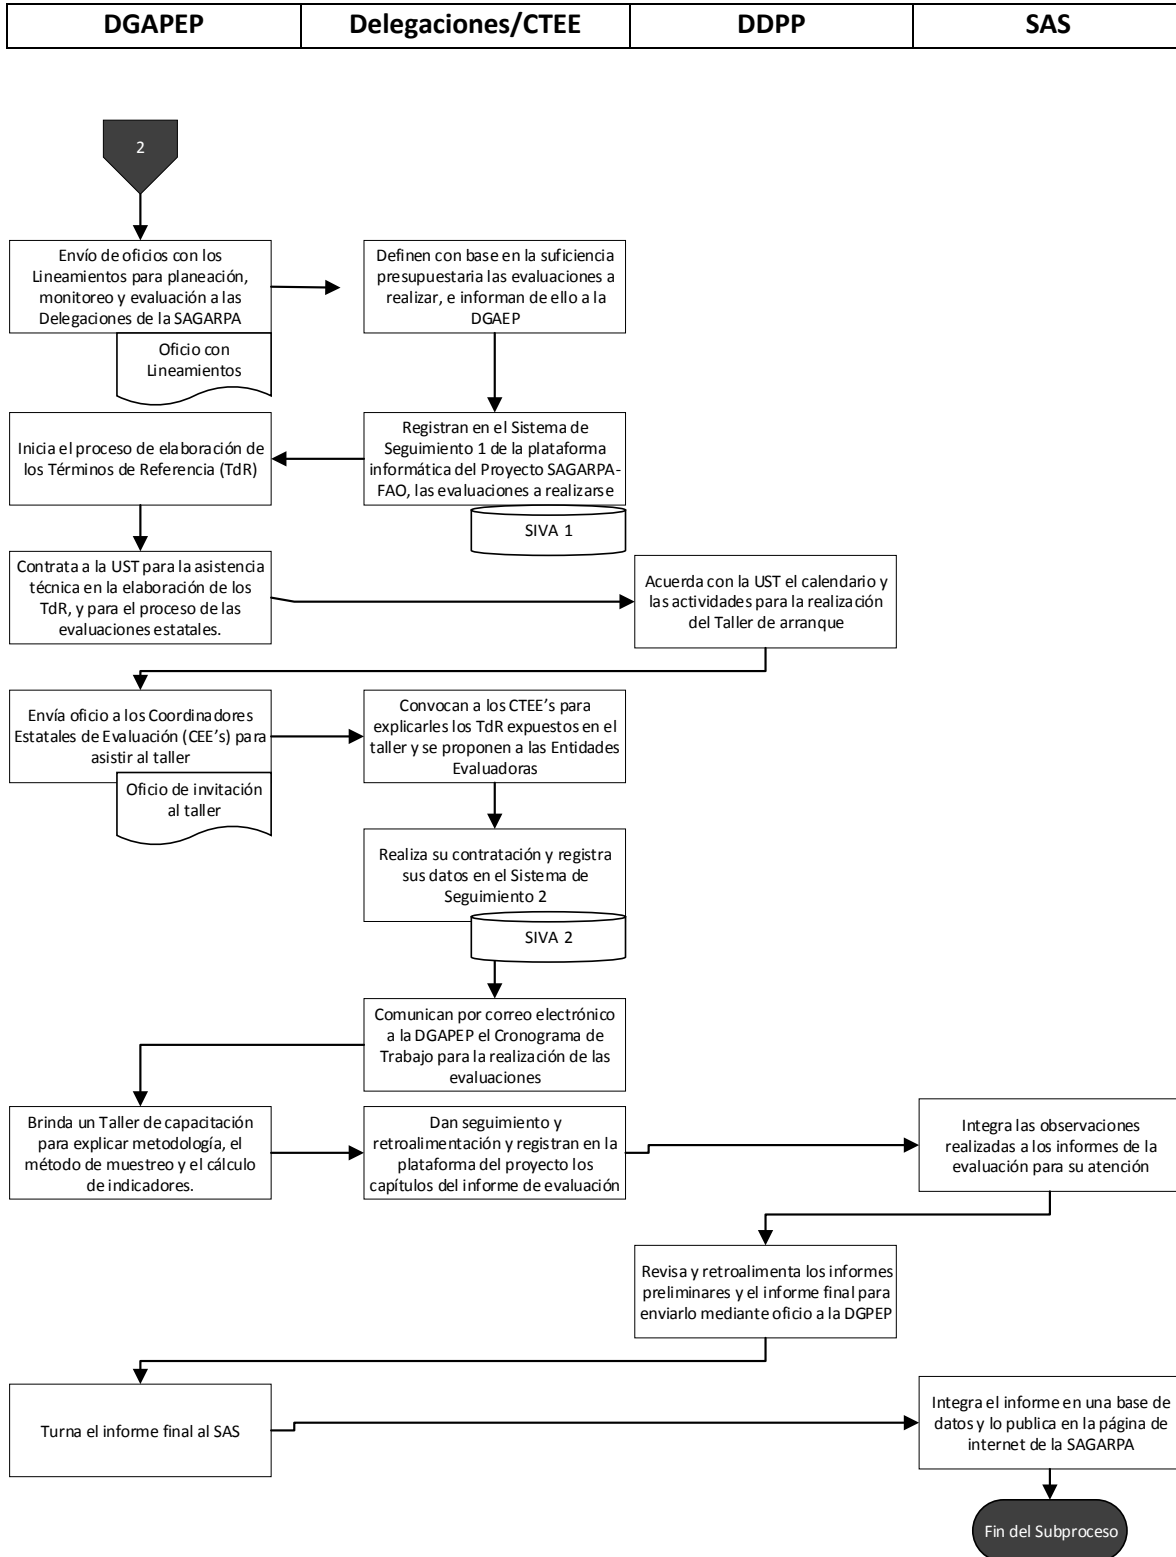 DGAPEP
Delegaciones/CTEE
DDPP
SAS
2
Envío de oficios con los
Lineamientos para planeación,
monitoreo y evaluación a las
Delegaciones de la SAGARPA
Oficio con
Lineamientos
Definen con base en la suficiencia
presupuestaria las evaluaciones a
realizar, e informan de ello a la
DGAEP
Registran en el Sistema de
Seguimiento 1 de la plataforma
informática del Proyecto SAGARPA-
FAO, las evaluaciones a realizarse
SIVA 1
Inicia el proceso de elaboración de
los Términos de Referencia (TdR)
Contrata a la UST para la asistencia
técnica en la elaboración de los
TdR, y para el proceso de las
evaluaciones estatales.
Acuerda con la UST el calendario y
las actividades para la realización
del Taller de arranque
Envía oficio a los Coordinadores
Estatales de Evaluación (CEE’s) para
asistir al taller
Oficio de invitación
al taller
Convocan a los CTEE’s para
explicarles los TdR expuestos en el
taller y se proponen a las Entidades
Evaluadoras
Realiza su contratación y registra
sus datos en el Sistema de
Seguimiento 2
SIVA 2
Comunican por correo electrónico
a la DGAPEP el Cronograma de
Trabajo para la realización de las
evaluaciones
Brinda un Taller de capacitación
para explicar metodología, el
método de muestreo y el cálculo
de indicadores.
Dan seguimiento y
retroalimentación y registran en la
plataforma del proyecto los
capítulos del informe de evaluación
Integra las observaciones
realizadas a los informes de la
evaluación para su atención
Revisa y retroalimenta los informes
preliminares y el informe final para
enviarlo mediante oficio a la DGPEP
Turna el informe final al SAS
Integra el informe en una base de
datos y lo publica en la página de
internet de la SAGARPA
Fin del Subproceso